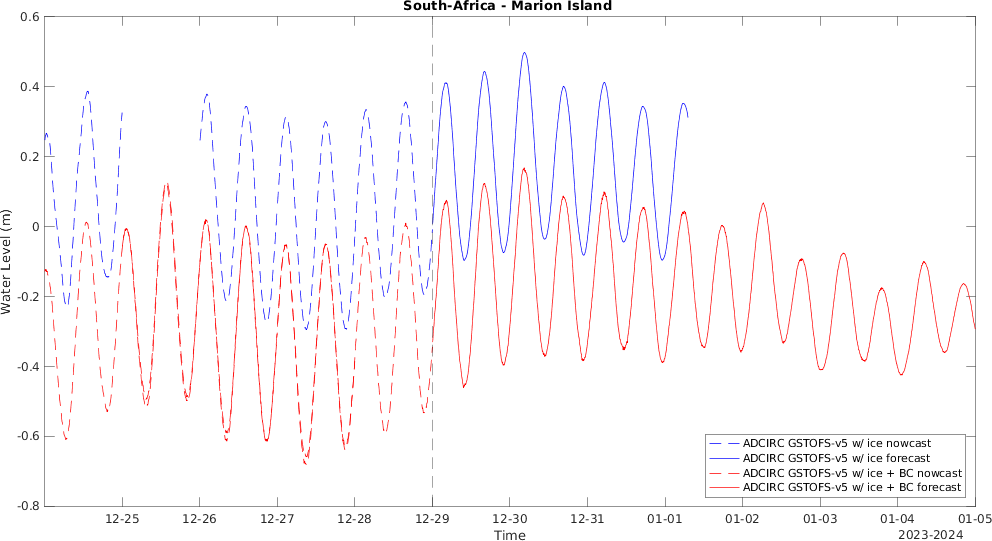 South-Africa - Marion Island
0.6
0.4
0.2
0
-0.2
-0.4
-0.6
-0.8
Water Level (m)
ADCIRC GSTOFS-v5 w/ ice nowcast
ADCIRC GSTOFS-v5 w/ ice forecast
ADCIRC GSTOFS-v5 w/ ice + BC nowcast
ADCIRC GSTOFS-v5 w/ ice + BC forecast
12-25 12-26 12-27 12-28 12-29 12-30 12-31 01-01 01-02 01-03 01-04 01-05
Time
2023-2024